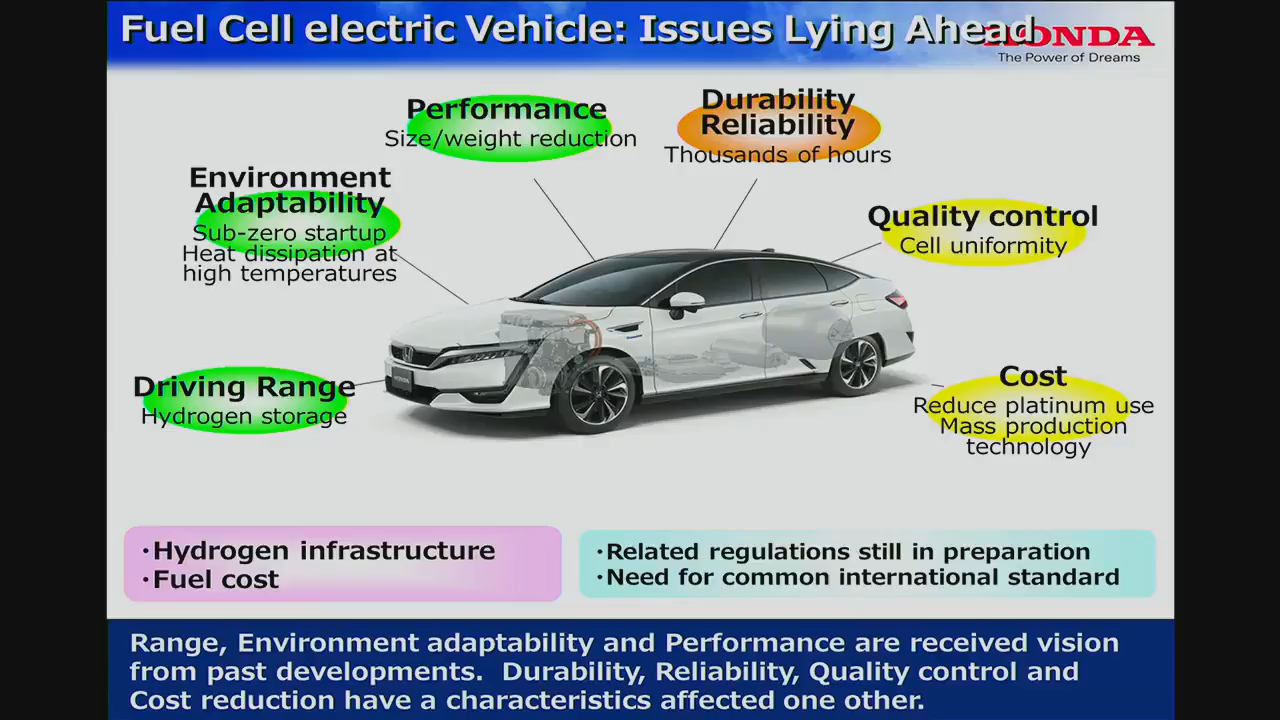 Fuel Cell electric Vehicle: Issues Lying Ahead
HONDA
The Power of Dreams
Performance
Size/weight reduction
Durability
Reliability
Thousands of hours
Environment
Adaptability
Sub-zero startup
Heat dissipation at
high temperatures
Quality control
Cell uniformity
Driving Range
Hydrogen storage
HONDA
Cost
Reduce platinum use
Mass production
technology
・Hydrogen infrastructure
・Fuel cost
・Related regulations still in preparation
・Need for common international standard
Range, Environment adaptability and Performance are received vision
from past developments. Durability, Reliability, Quality control and
Cost reduction have a characteristics affected one other.